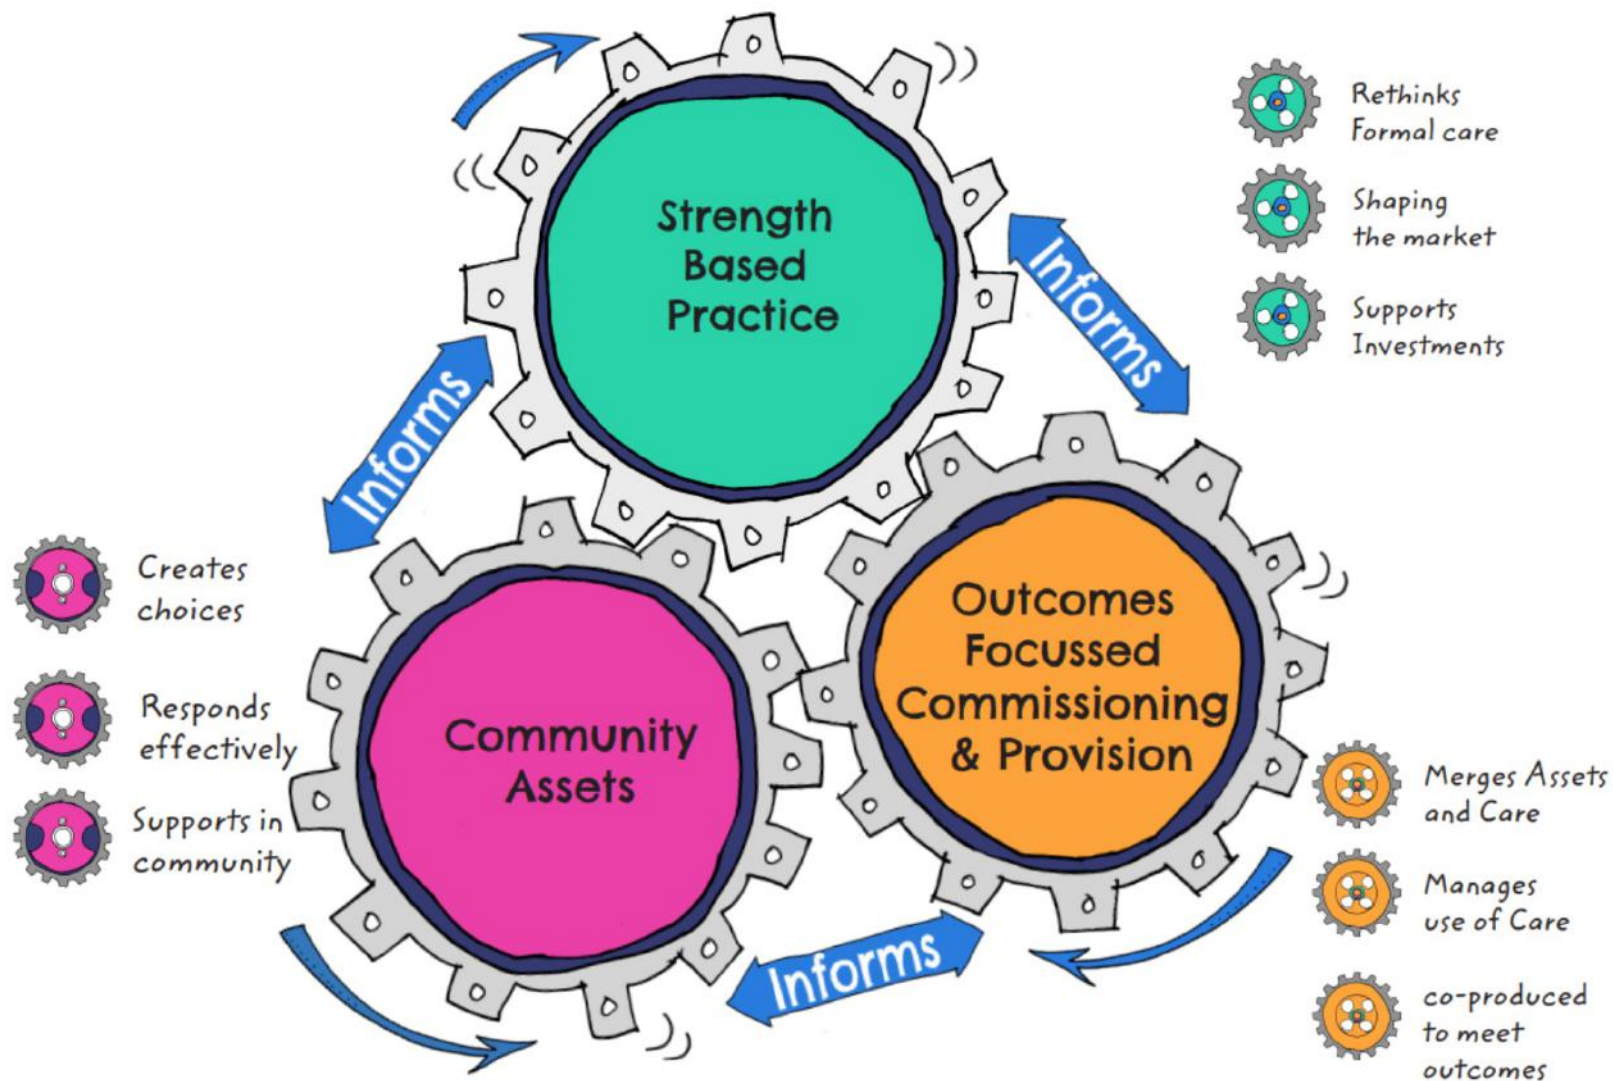 Strength
Based
Practice
Rethinks
Formal care
Shaping
the market
Supports
Investments
Informs
Informs
Creates
choices
Responds
effectively
Supports in
community
Community
Assets
Outcomes
Focussed
Commissioning
& Provision
Informs
Merges Assets
and Care
Manages
use of Care
co-produced
to meet
outcomes